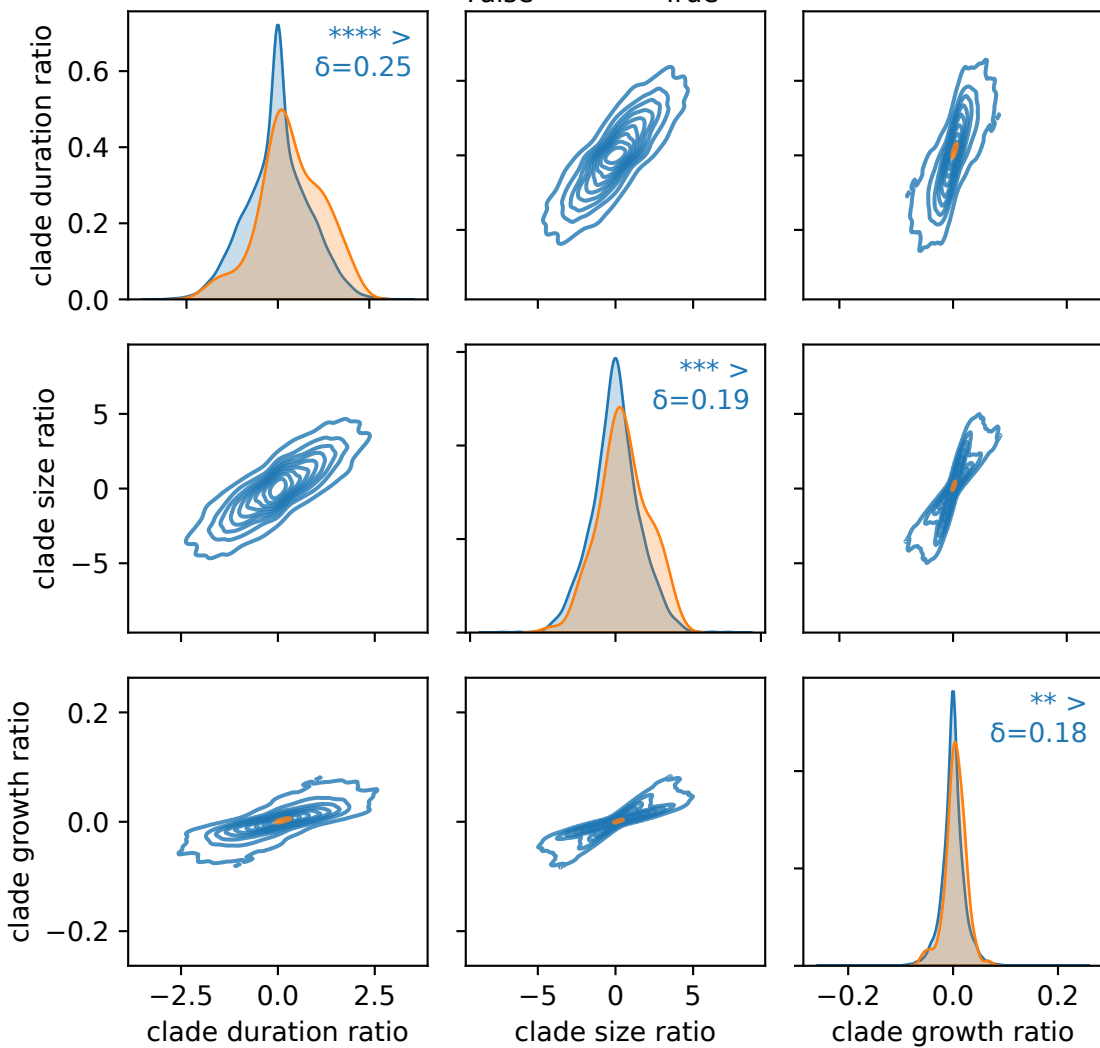 False True
clade duration ratio
0.6
0.4
0.2
0.0
**** >
δ=0.25
clade size ratio
5
0
−5
*** >
δ=0.19
clade growth ratio
0.2
0.0
−0.2
** >
δ=0.18
−2.5 0.0 2.5
−5 0 5
−0.2 0.0 0.2
clade duration ratio
clade size ratio
clade growth ratio